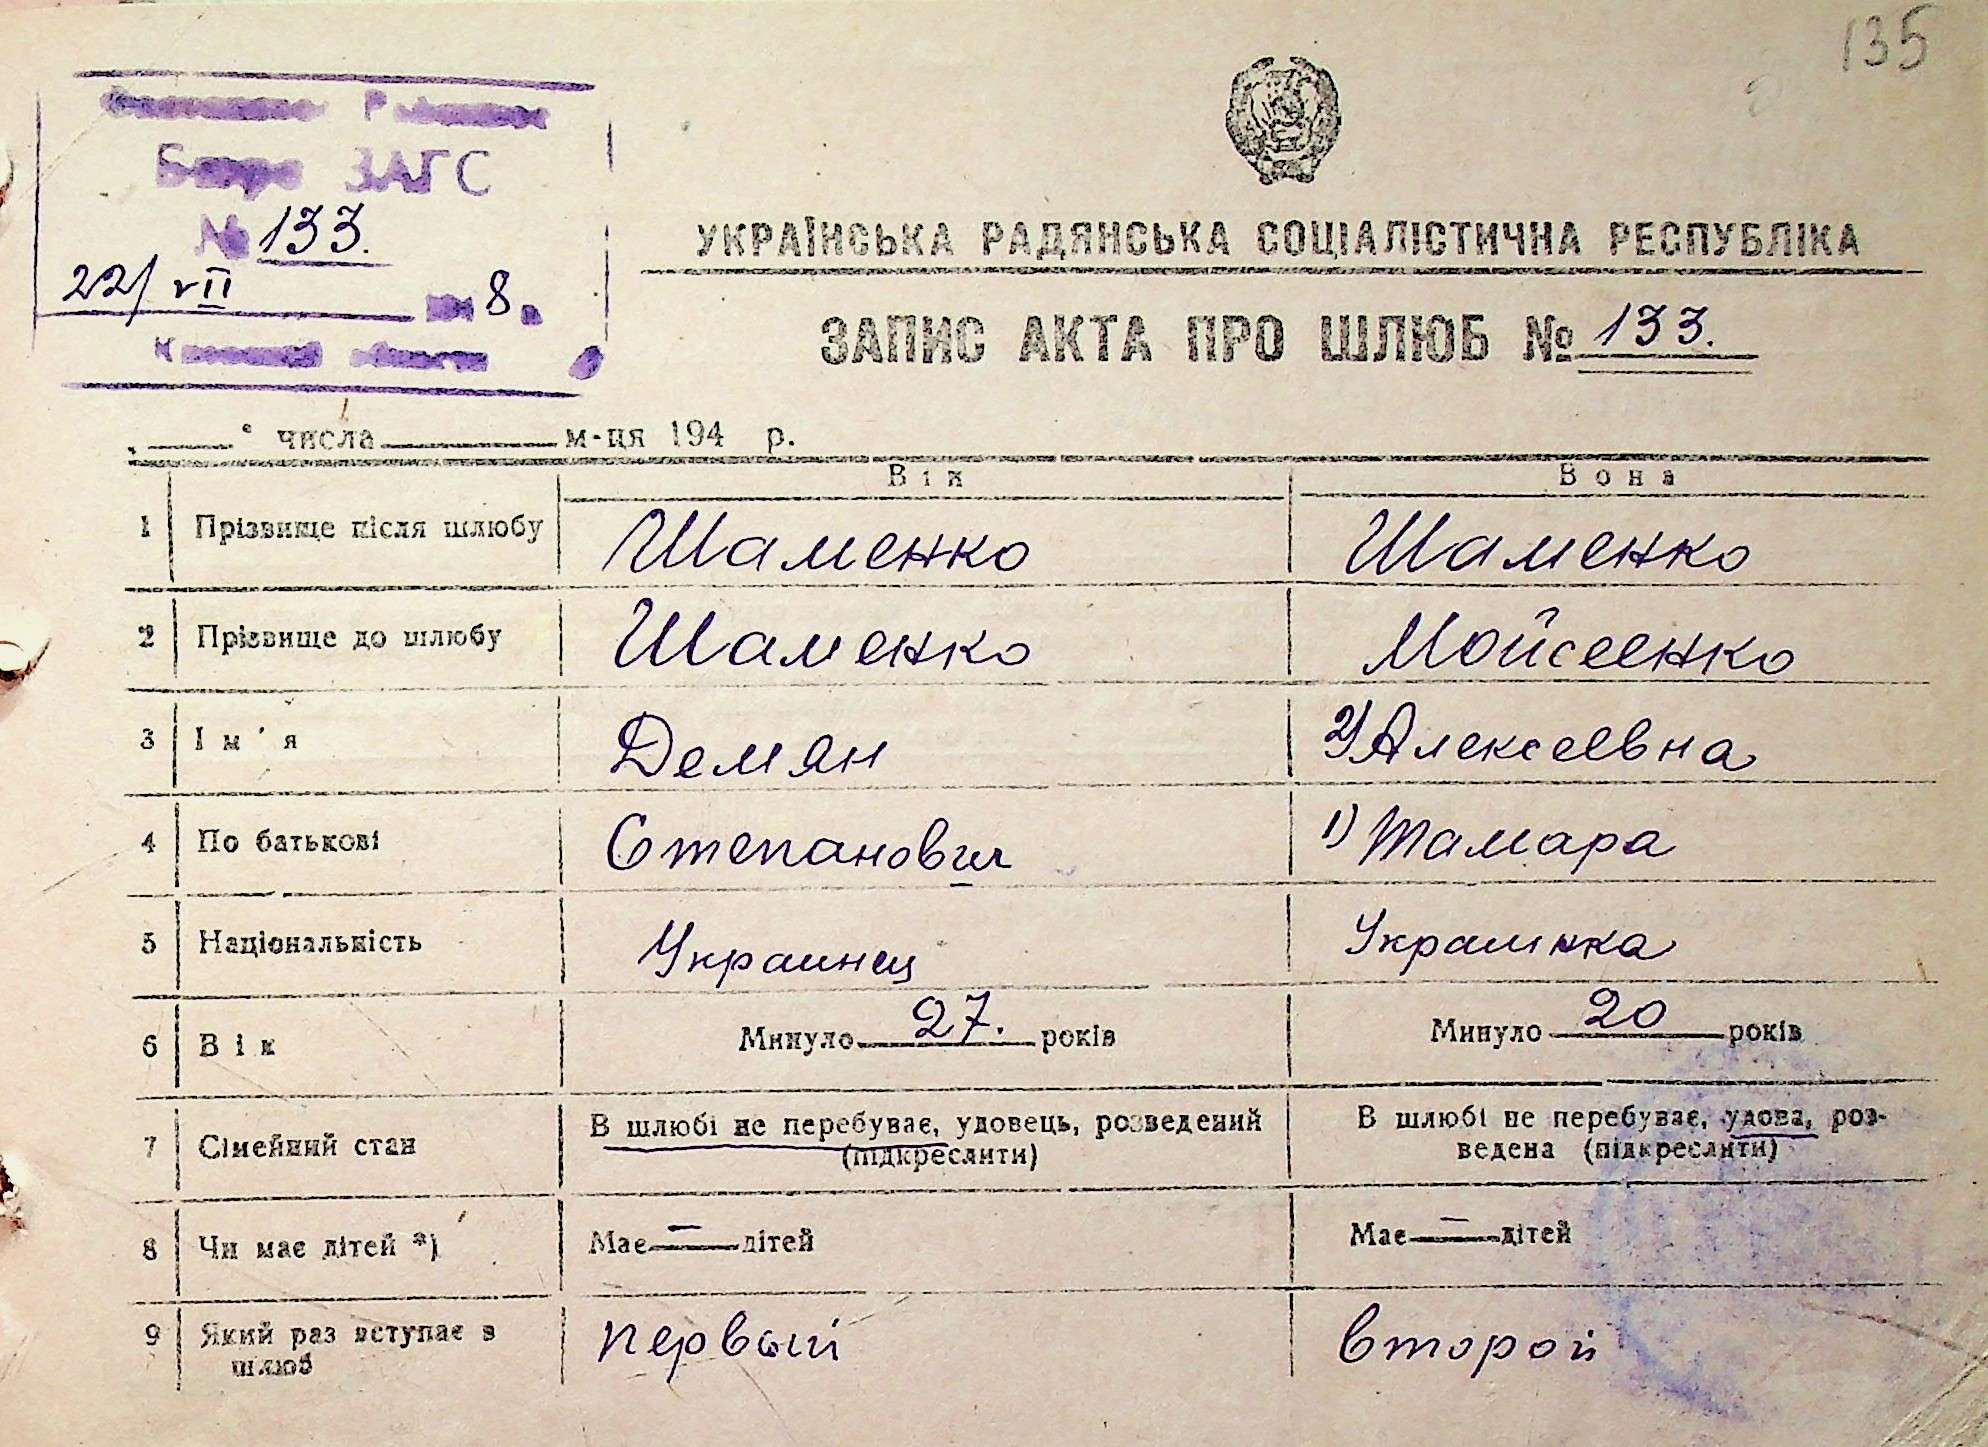 135
Бюро ЗАГС
№ 133.
22/VII 8
УКРАЇНСЬКА РАДЯНСЬКА СОЦІАЛІСТИЧНА РЕСПУБЛІКА
ЗАПИС АКТА ПРО ШЛЮБ № 133.
числа м-ця 194 р.
Він Вона
1 Прізвище після шлюбу Шаменко Шаменко
2 Прізвище до шлюбу Шаменко Мойсеенко
3 Ім'я Демян 2) Алексеевна
4 По батькові Степанович 1) Тамара
5 Національність Украинец Украинка
6 Вік Минуло 27. років Минуло 20 років
7 Сімейний стан В шлюбі не перебуває, удовець, розведений В шлюбі не перебуває, удова, роз-
(підкреслити) ведена (підкреслити)
8 Чи має дітей *) Має — дітей Має — дітей
9 Який раз вступає в первый второй
шлюб